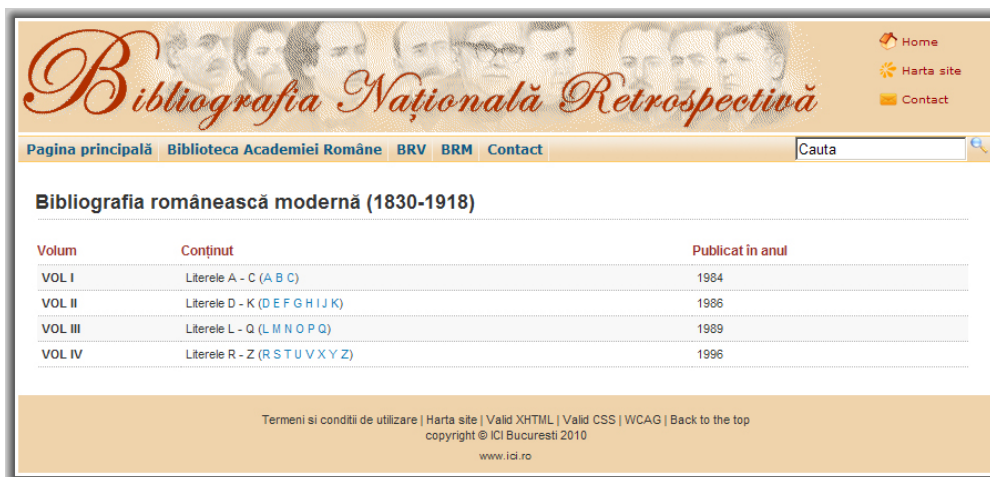 Bibliografia Națională Retrospectivă
Home
Harta site
Contact
Pagina principală Biblioteca Academiei Române BRV BRM Contact Cauta
Bibliografia românească modernă (1830-1918)
Volum Conținut Publicat în anul
VOL I Literele A - C (A B C) 1984
VOL II Literele D - K (D E F G H I J K) 1986
VOL III Literele L - Q (L M N O P Q) 1989
VOL IV Literele R - Z (R S T U V X Y Z) 1996
Termeni si conditii de utilizare | Harta site | Valid XHTML | Valid CSS | WCAG | Back to the top
copyright © ICI Bucuresti 2010
www.ici.ro